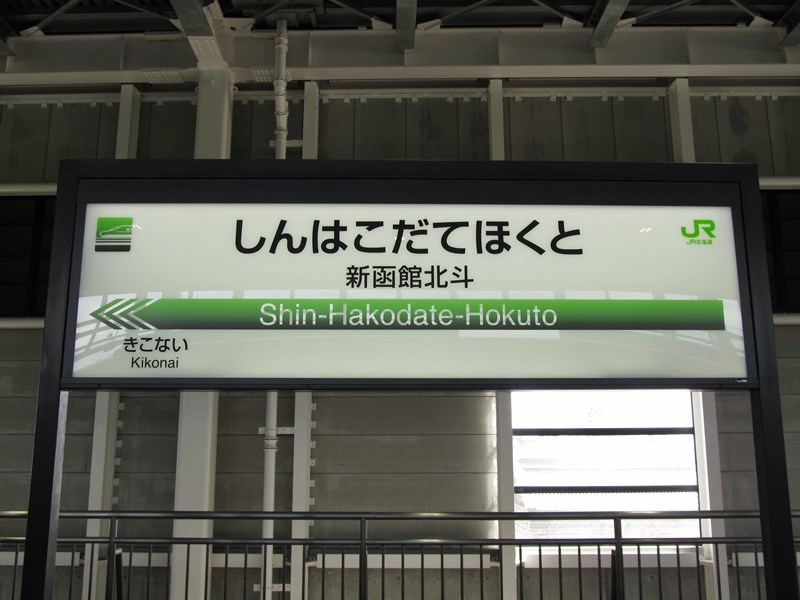 しんはこだてほくと
JR
JR北海道
新函館北斗
Shin-Hakodate-Hokuto
きこない
Kikonai